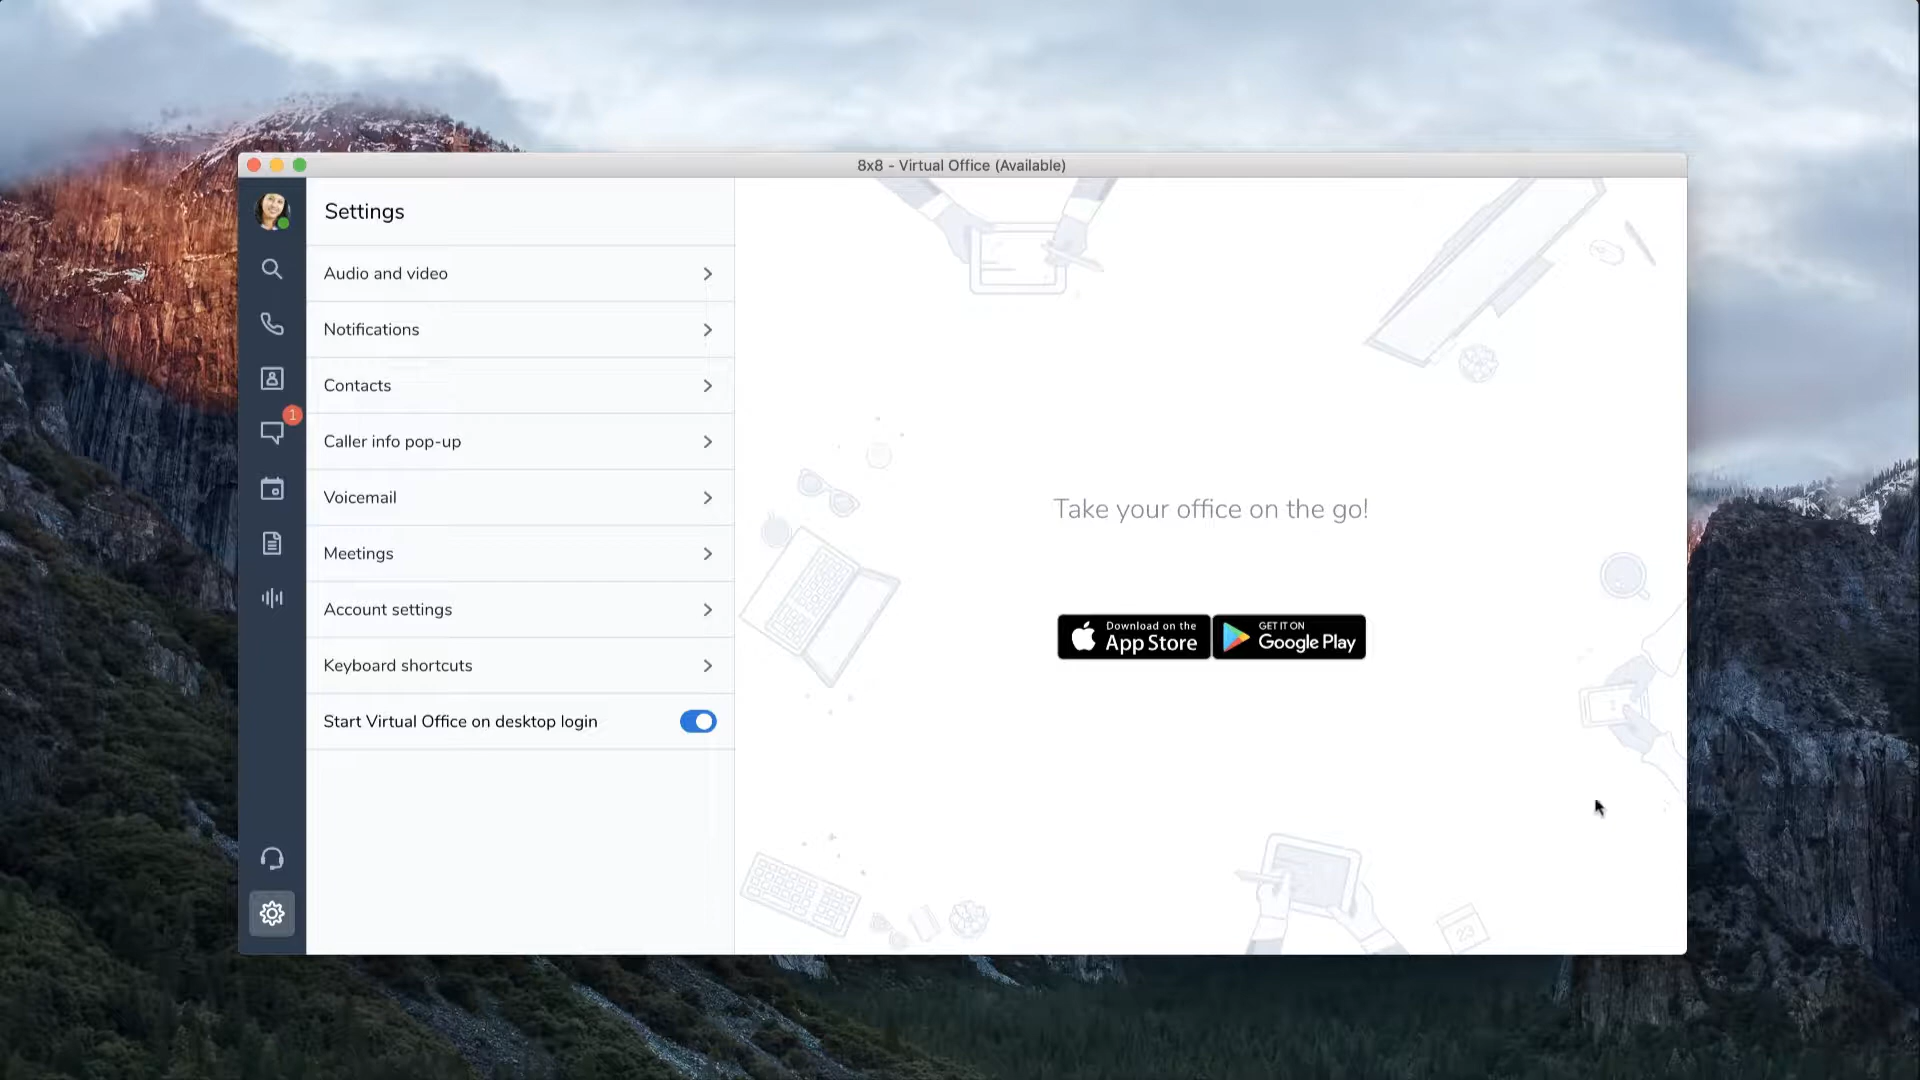 8x8 - Virtual Office (Available)
Settings
Audio and video
Notifications
Contacts
Caller info pop-up
1
Voicemail
Meetings
Account settings
Keyboard shortcuts
Start Virtual Office on desktop login
Take your office on the go!
Download on the
App Store
GET IT ON
Google Play
23